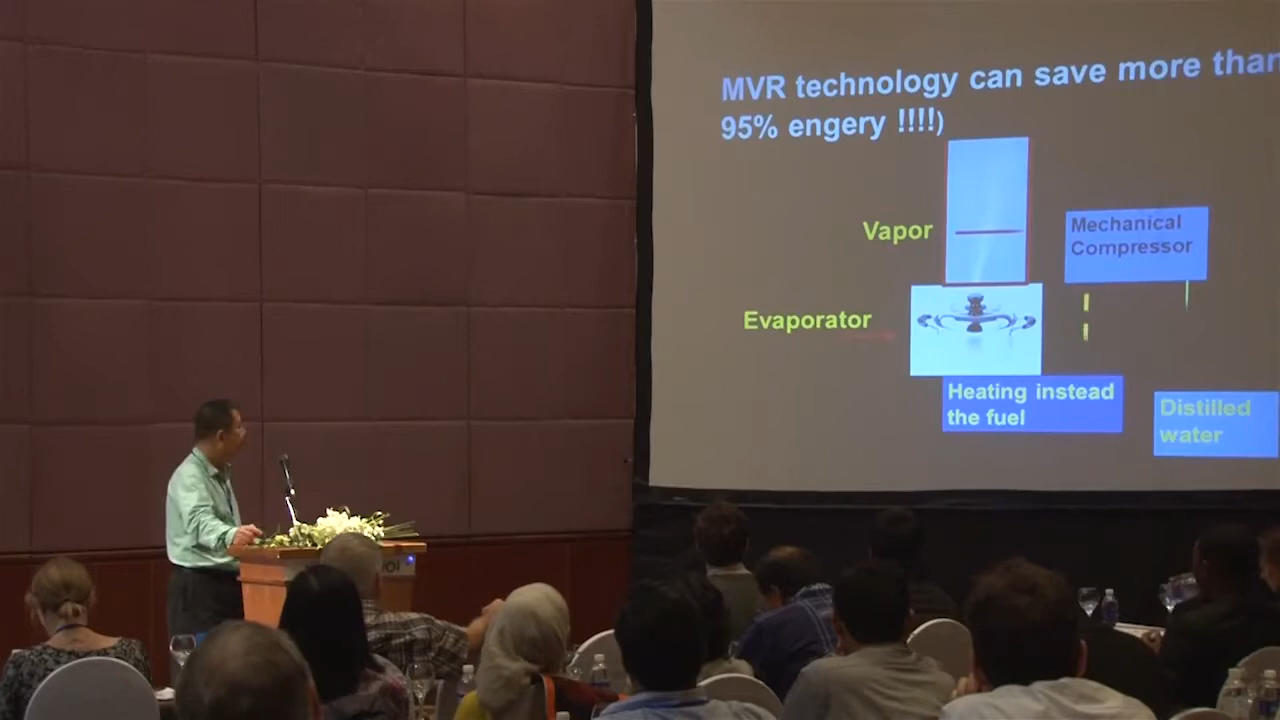 MVR technology can save more than
95% engery !!!!)
Vapor
Mechanical
Compressor
Evaporator
Heating instead
the fuel
Distilled
water